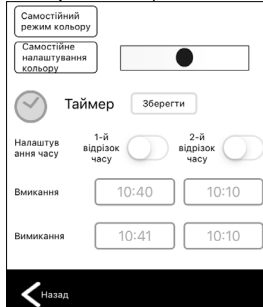 Самостійний
режим кольору
Самостійне
налаштування
кольору
Таймер
Зберегти
Налаштув
ання часу
1-й
відрізок
часу
2-й
відрізок
часу
Вмикання
10:40
10:10
Вимикання
10:41
10:10
Назад